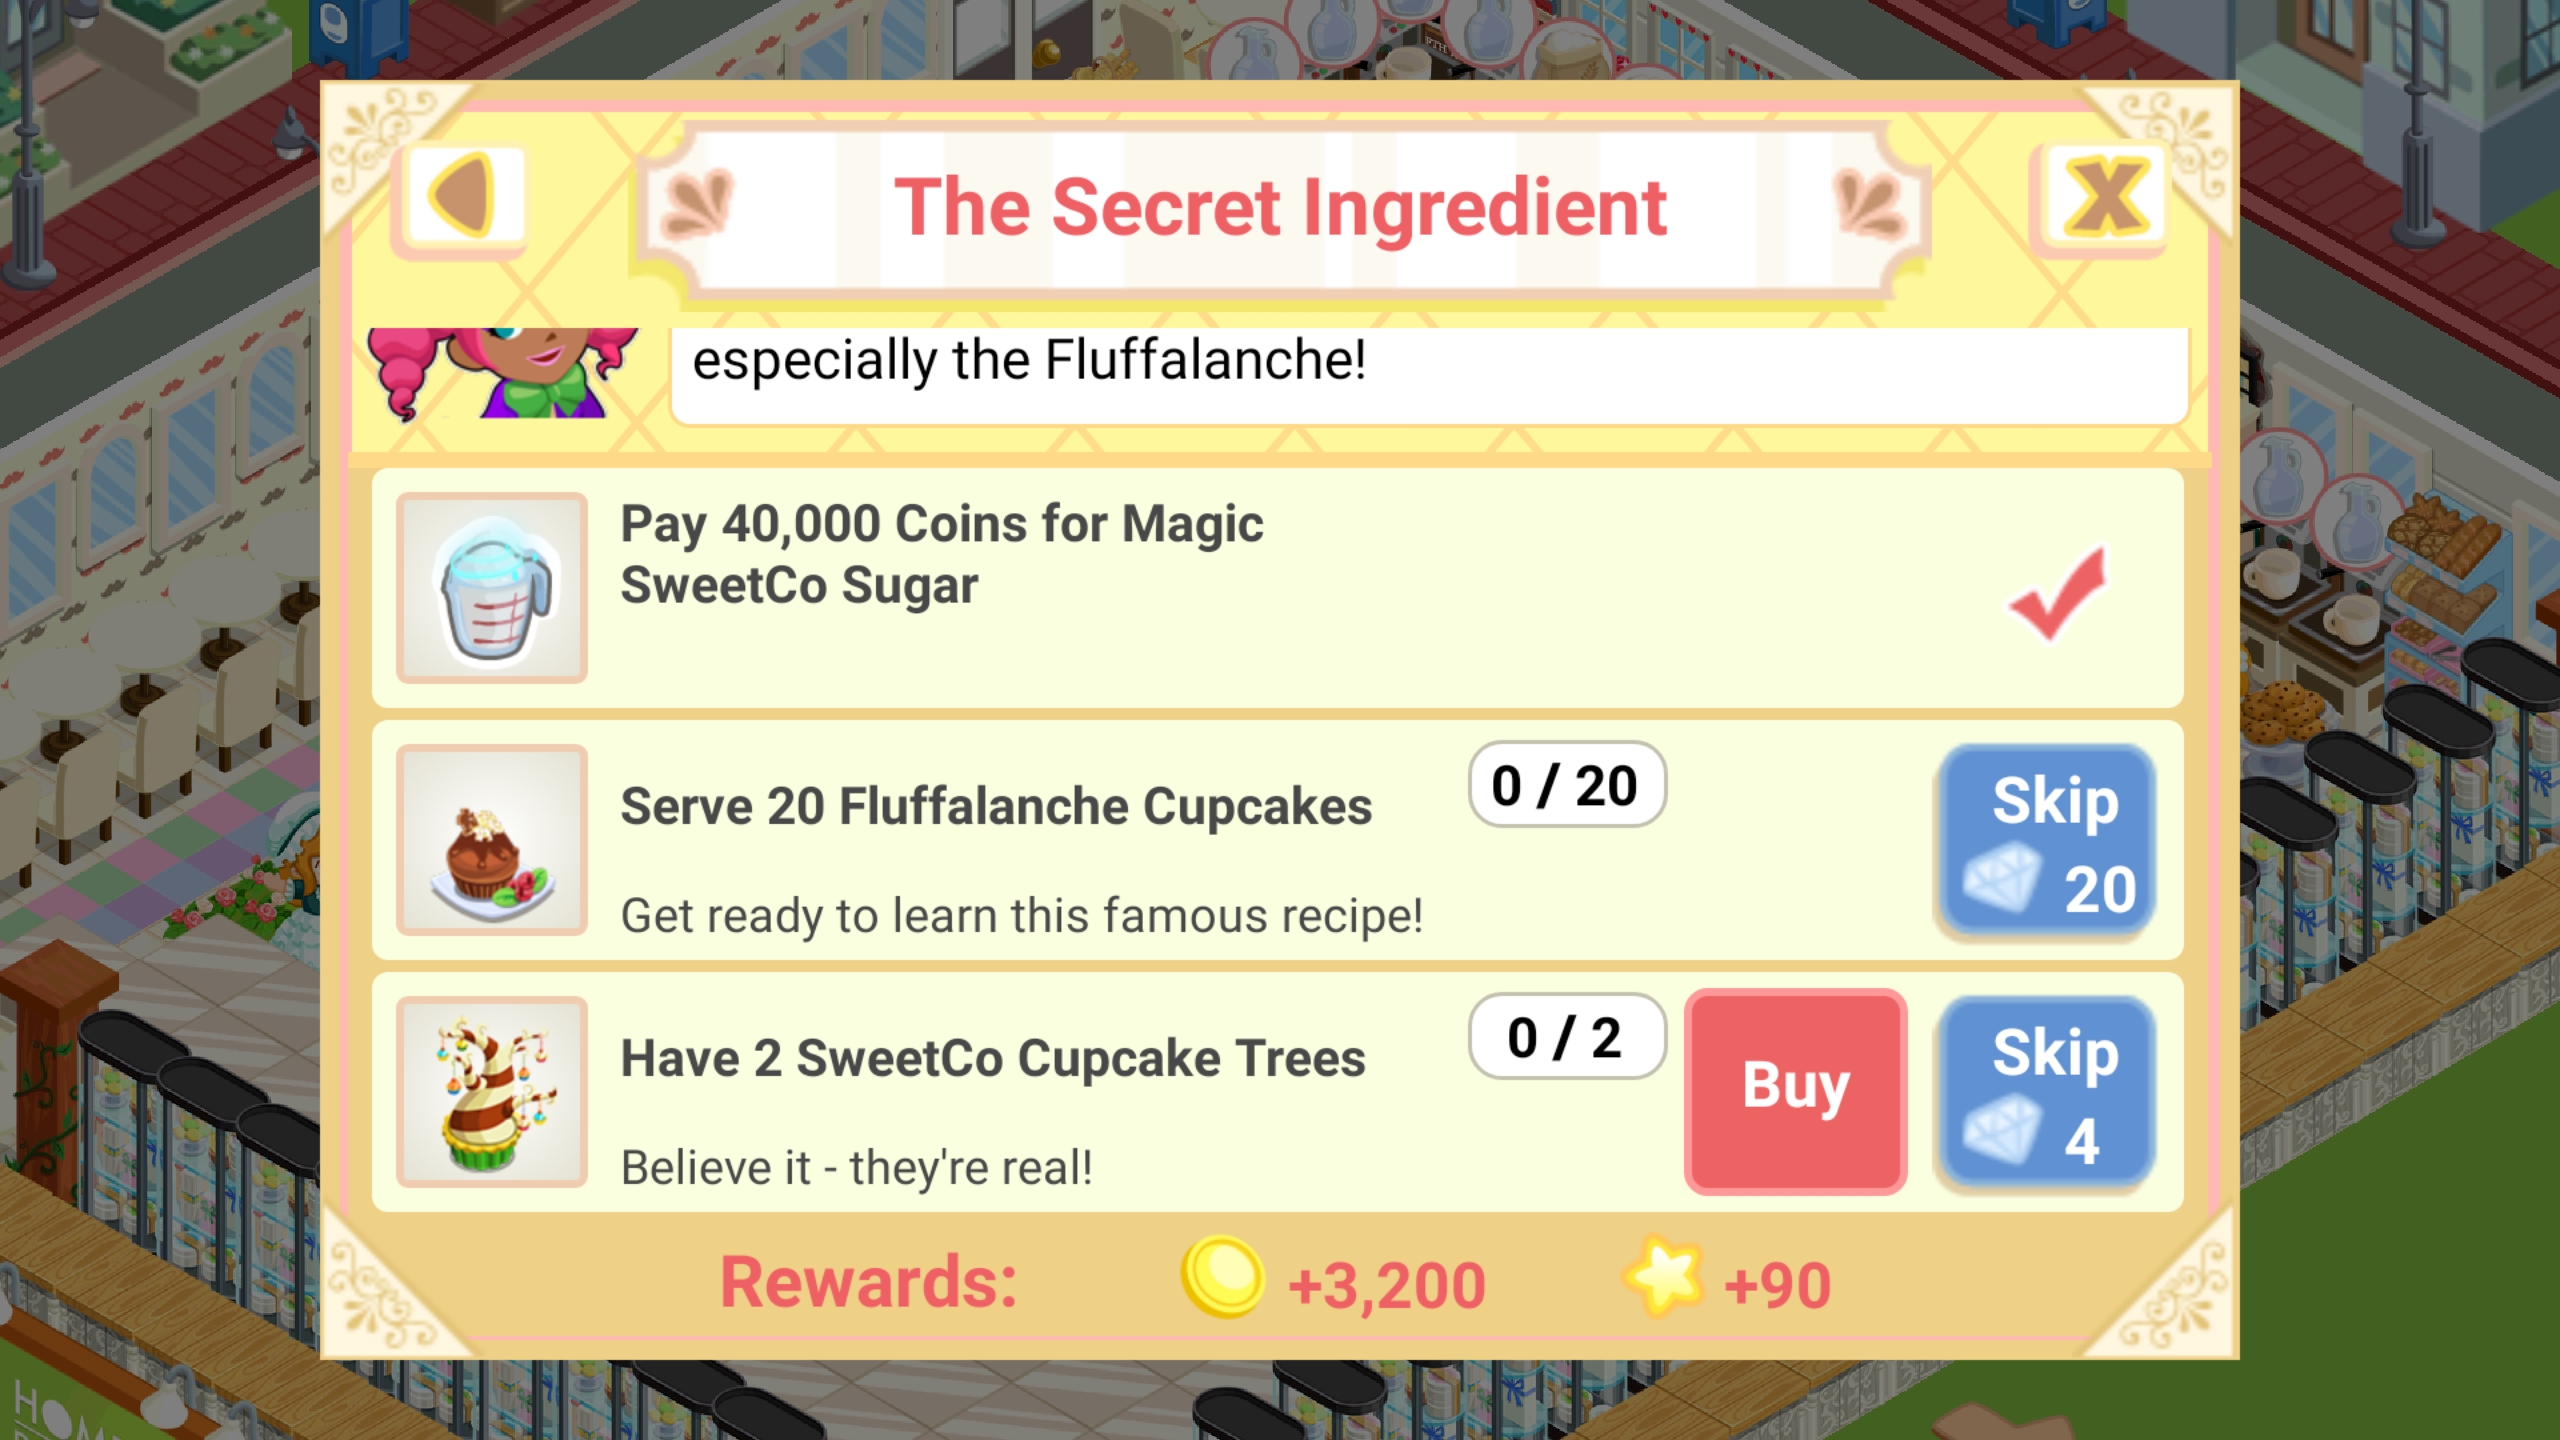 The Secret Ingredient
especially the Fluffalanche!
Pay 40,000 Coins for Magic
SweetCo Sugar
Serve 20 Fluffalanche Cupcakes
0 / 20
Skip
20
Get ready to learn this famous recipe!
Have 2 SweetCo Cupcake Trees
0 / 2
Buy
Skip
4
Believe it - they're real!
Rewards:
+3,200
+90